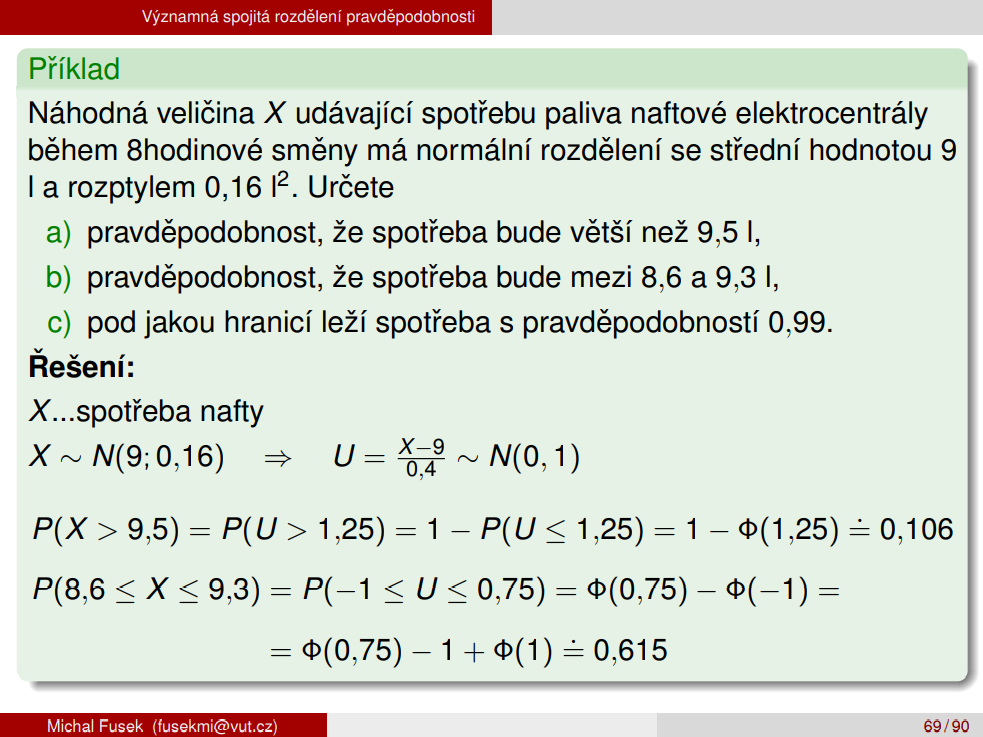 Významná spojitá rozdělení pravděpodobnosti
Příklad
Náhodná veličina X udávající spotřebu paliva naftové elektrocentrály
během 8hodinové směny má normální rozdělení se střední hodnotou 9
l a rozptylem 0,16 l². Určete
a) pravděpodobnost, že spotřeba bude větší než 9,5 l,
b) pravděpodobnost, že spotřeba bude mezi 8,6 a 9,3 l,
c) pod jakou hranicí leží spotřeba s pravděpodobností 0,99.
Řešení:
X...spotřeba nafty
X ∼ N(9; 0,16) ⇒ U = (X−9)/0,4 ∼ N(0, 1)
P(X > 9,5) = P(U > 1,25) = 1 − P(U ≤ 1,25) = 1 − Φ(1,25) ≐ 0,106
P(8,6 ≤ X ≤ 9,3) = P(−1 ≤ U ≤ 0,75) = Φ(0,75) − Φ(−1) =
= Φ(0,75) − 1 + Φ(1) ≐ 0,615
Michal Fusek (fusekmi@vut.cz) 69 / 90